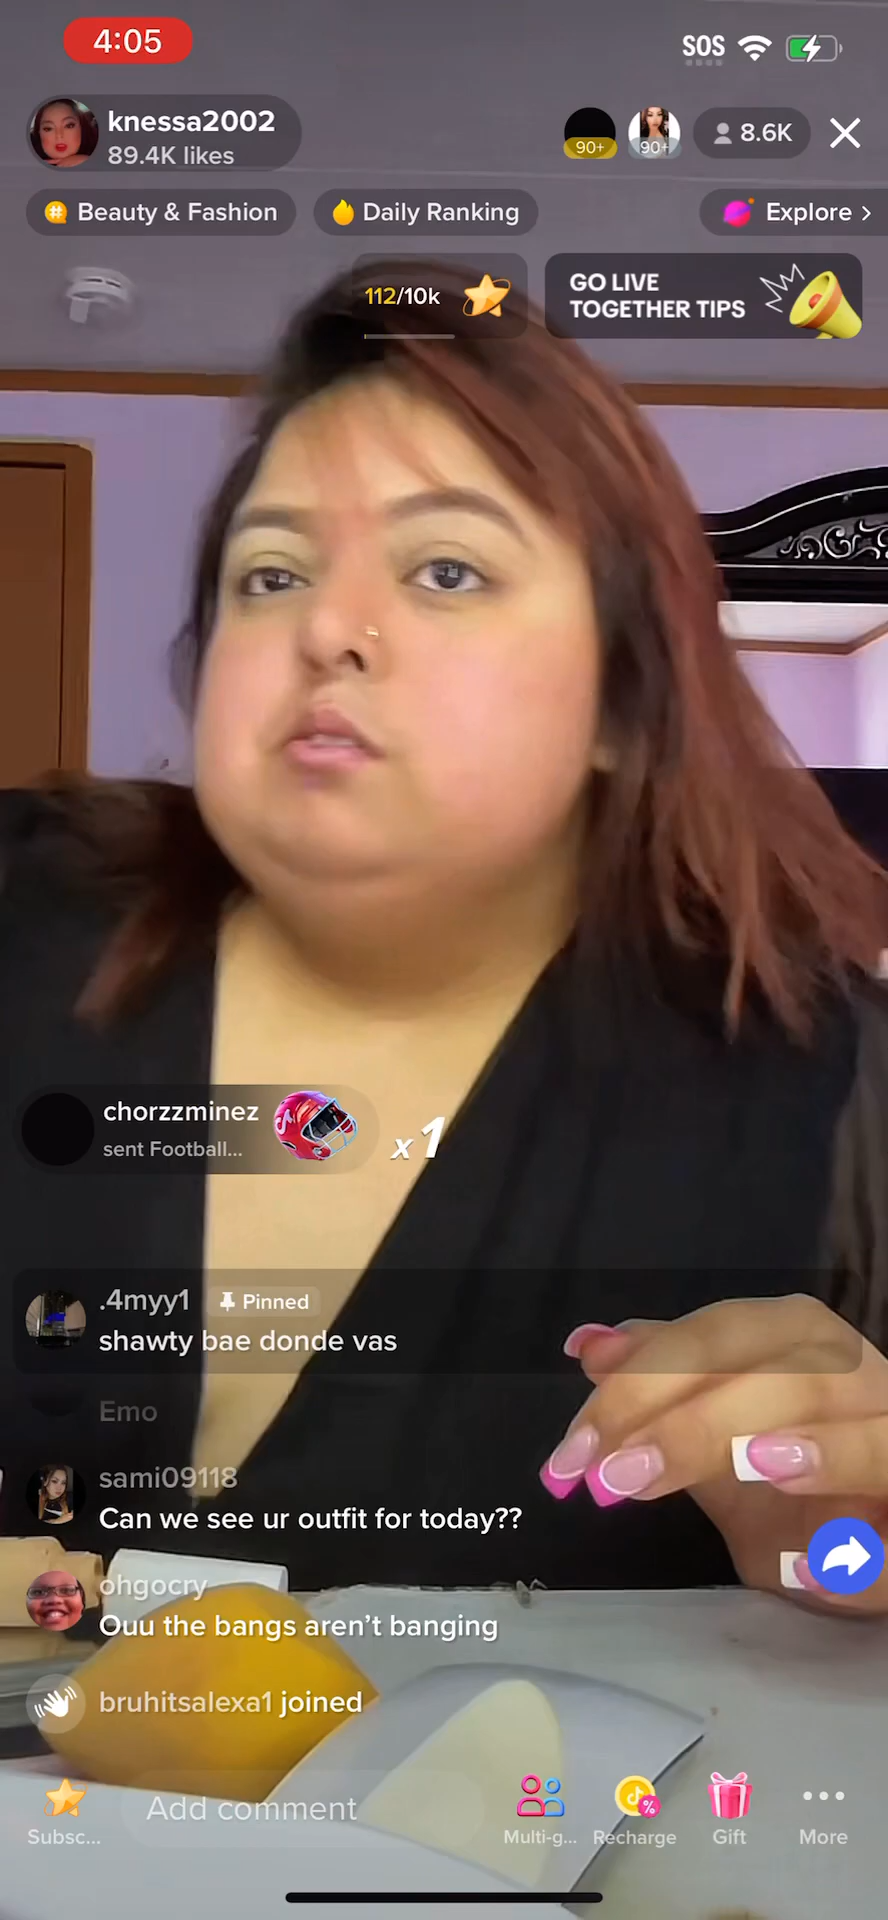 4:05
SOS
knessa2002
89.4K likes
90+
90+
8.6K
Beauty & Fashion
Daily Ranking
Explore >
112/10k
GO LIVE
TOGETHER TIPS
chorzzminez
sent Football...
x1
.4myy1
Pinned
shawty bae donde vas
Emo
sami09118
Can we see ur outfit for today??
ohgocry
Ouu the bangs aren't banging
bruhitsalexa1 joined
Add comment
Subsc...
Multi-g...
Recharge
Gift
More